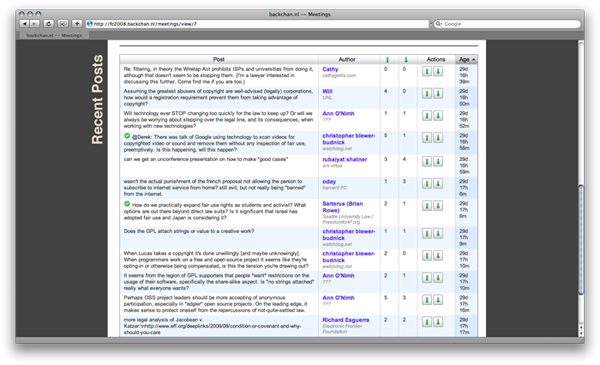 backchan.nl — Meetings
http://fc2008.backchan.nl/meetings/view/7
Google
backchan.nl — Meetings
Recent Posts
Post Author Actions Age
Re: filtering, in theory the Wiretap Act prohibits ISPs and universities from doing it,
although that doesn't seem to be stopping them. (I'm a lawyer interested in
discussing this further. Come find me if you are too.)
Cathy
cathygellis.com
0 0
29d
16h
39m
Assuming the greatest abusers of copyright are well-advised (legally) corporations,
how would a registration requirement prevent them from taking advantage of
copyright?
Will
UNL
4 0
29d
16h
50m
Will technology ever STOP changing too quickly for the law to keep up? Or will we
always be worrying about stepping over the legal line, and its consequences, when
working with new technologies?
Ann O'Nimh
???
1 1
29d
16h
52m
@Derek: There was talk of Google using technology to scan videos for
copyrighted video or sound and remove them without any inspection of fair use,
preemptively. Is this happening, will this happen?
christopher blewer-
budnick
watchdog.net
5 1
29d
16h
58m
can we get an unconference presentation on how to make "good cases"
rubaiyat shatner
ars virtua
3 4
29d
16h
59m
wasn't the actual punishment of the french proposal not allowing the person to
subscribe to internet service from home? still evil, but not really being "banned"
from the internet.
oday
harvard FC
1 3
29d
17h
6m
How do we practically expand fair use rights as students and activist? What
options are out there beyond direct law suits? Is it significant that Israel has
adopted fair use and Japan is considering it?
Sarterus (Brian
Rowe)
Seattle University Law /
FreedomforIP.org
2 1
29d
17h
6m
Does the GPL attach strings or value to a creative work?
christopher blewer-
budnick
watchdog.net
1 1
29d
17h
9m
When Lucas takes a copyright it's done unwillingly [and maybe unknowingly].
When programmers work on a free and open-source project it seems like they're
opting-in or otherwise being compensated, is this the tension you're drawing out?
christopher blewer-
budnick
watchdog.net
2 0
29d
17h
10m
It seems from the legion of GPL supporters that people *want* restrictions on the
usage of their software, specifically the share-alike aspect. Is "no strings attached"
really what everyone wants?
Ann O'Nimh
???
2 1
29d
17h
10m
Perhaps OSS project leaders should be more accepting of anonymous
participation, especially in "edgier" open source projects. On the leading edge, it
makes sense to protect oneself from the repercussions of not-quite-settled law.
Ann O'Nimh
???
5 3
29d
17h
16m
more legal analysis of Jacobsen v.
Katzer:\nhttp://www.eff.org/deeplinks/2008/08/condition-or-covenant-and-why-
should-you-care
Richard Esguerra
Electronic Frontier
Foundation
2 2
29d
17h
17m